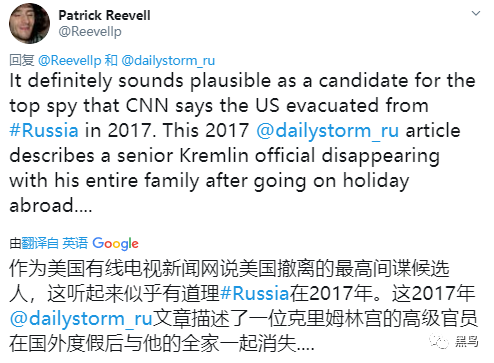 Patrick Reevell
@Reevellp
回复 @Reevellp 和 @dailystorm_ru
It definitely sounds plausible as a candidate for the
top spy that CNN says the US evacuated from
#Russia in 2017. This 2017 @dailystorm_ru article
describes a senior Kremlin official disappearing
with his entire family after going on holiday
abroad....
由翻译自 英语 Google
作为美国有线电视新闻网说美国撤离的最高间谍候选
人，这听起来似乎有道理#Russia在2017年。这2017年
@dailystorm_ru文章描述了一位克里姆林宫的高级官员
在国外度假后与他的全家一起消失....
黑鸟